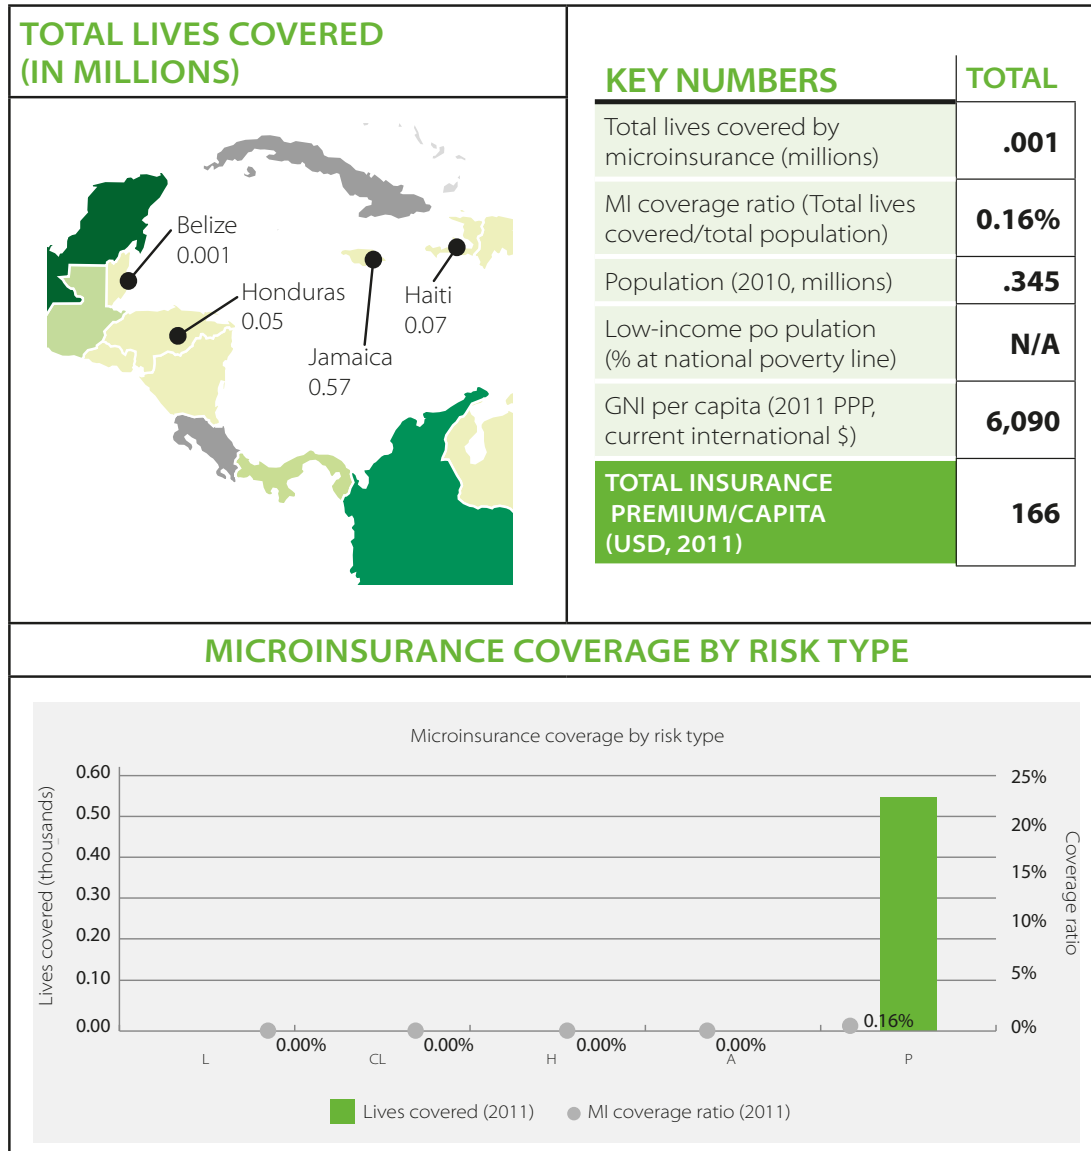 TOTAL LIVES COVERED
(IN MILLIONS)
Belize
0.001
Honduras
0.05
Haiti
0.07
Jamaica
0.57
KEY NUMBERS TOTAL
Total lives covered by
microinsurance (millions)
.001
MI coverage ratio (Total lives
covered/total population)
0.16%
Population (2010, millions)
.345
Low-income po pulation
(% at national poverty line)
N/A
GNI per capita (2011 PPP,
current international $)
6,090
TOTAL INSURANCE
PREMIUM/CAPITA
(USD, 2011)
166
MICROINSURANCE COVERAGE BY RISK TYPE
Microinsurance coverage by risk type
Lives covered (thousands)
0.60
0.50
0.40
0.30
0.20
0.10
0.00
25%
20%
15%
10%
5%
0%
Coverage ratio
0.00% 0.00% 0.00% 0.00% 0.16%
L CL H A P
Lives covered (2011) MI coverage ratio (2011)